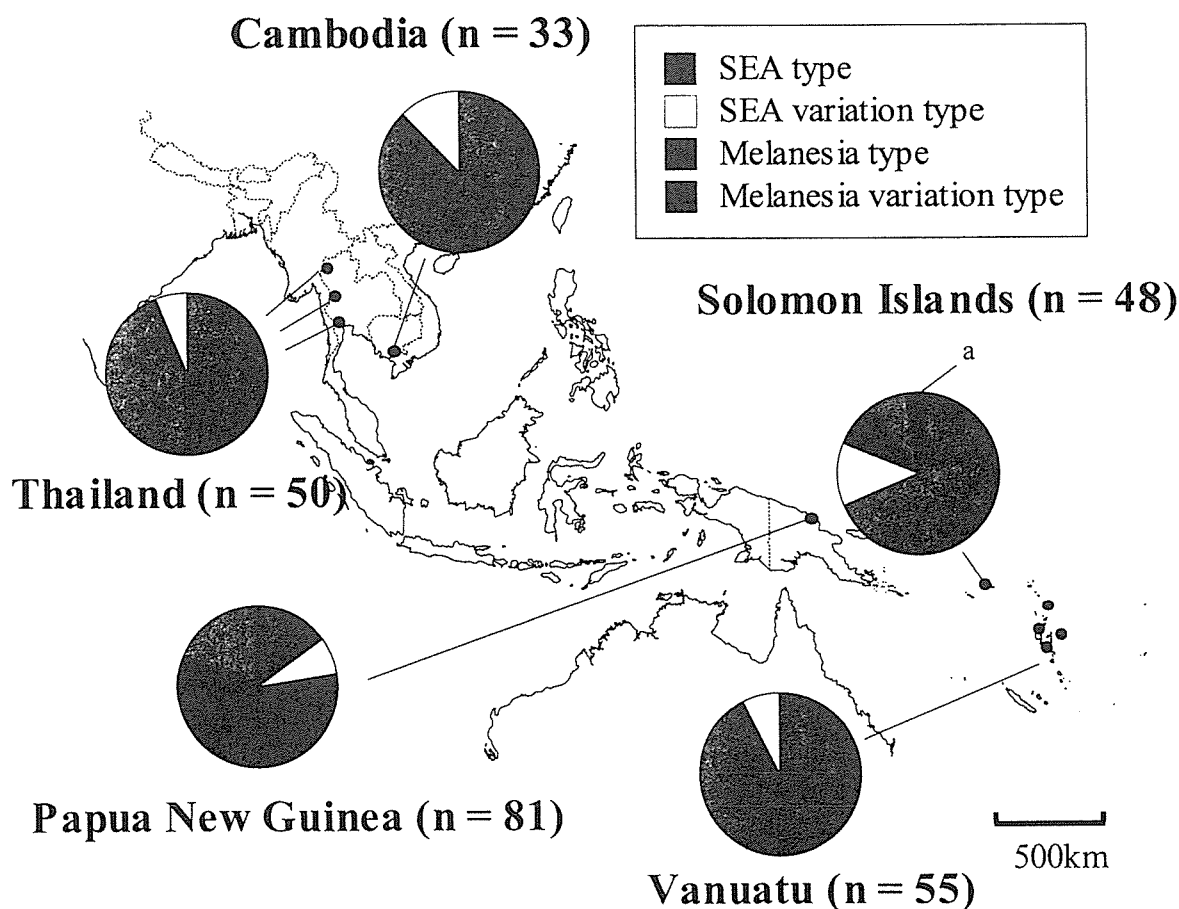 Cambodia (n = 33)
SEA type
SEA variation type
Melanesia type
Melanesia variation type
Solomon Islands (n = 48)
a
Thailand (n = 50)
Papua New Guinea (n = 81)
500km
Vanuatu (n = 55)